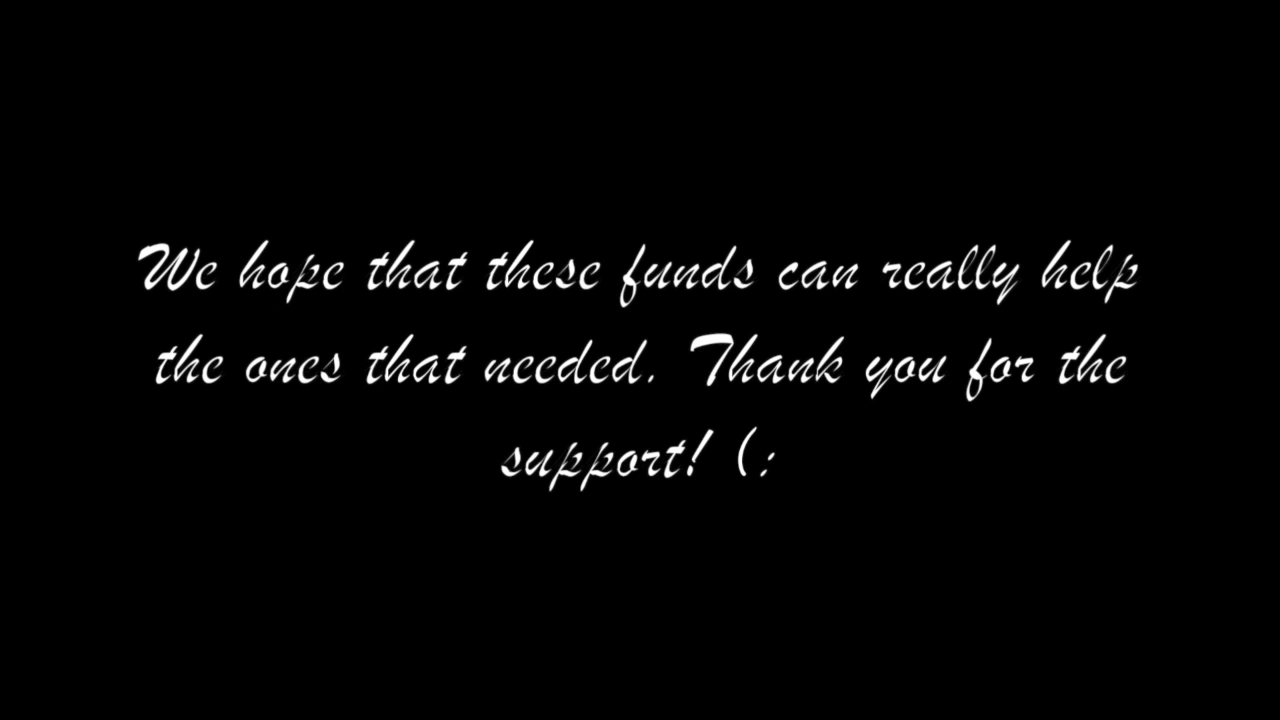 We hope that these funds can really help
the ones that needed. Thank you for the
support! (: